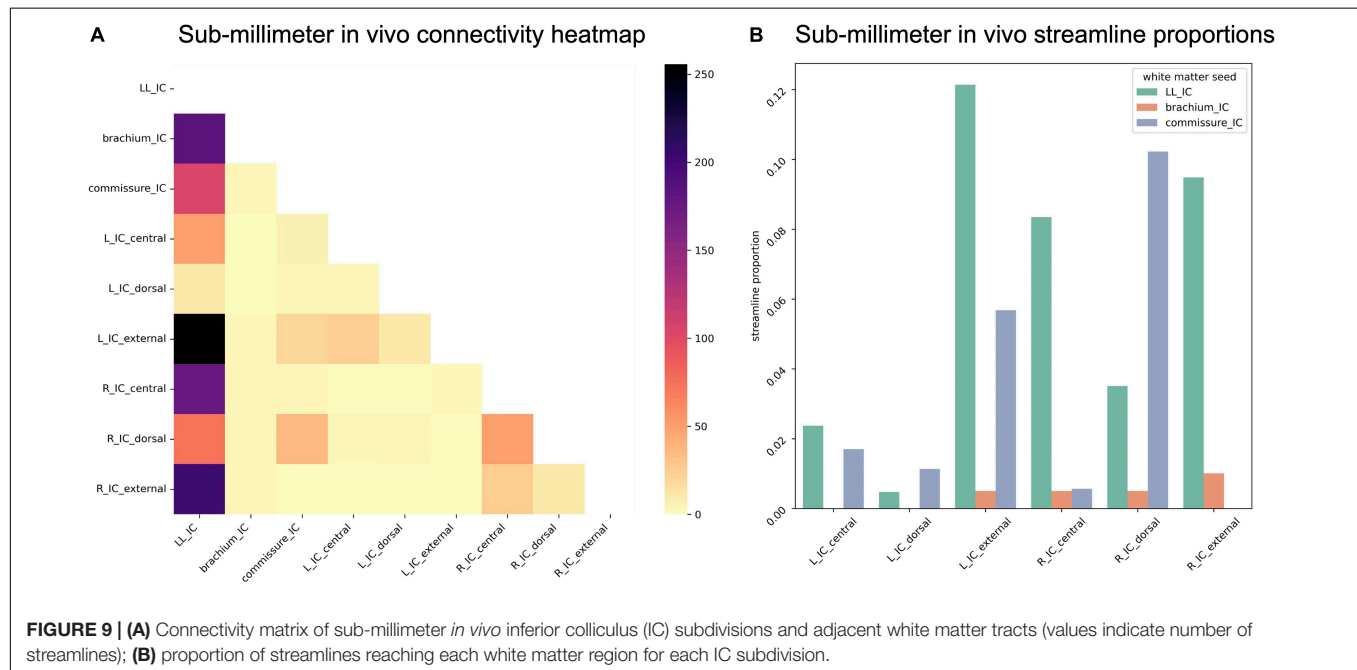 A
Sub-millimeter in vivo connectivity heatmap
LL_IC
brachium_IC
commissure_IC
L_IC_central
L_IC_dorsal
L_IC_external
R_IC_central
R_IC_dorsal
R_IC_external
LL_IC
brachium_IC
commissure_IC
L_IC_central
L_IC_dorsal
L_IC_external
R_IC_central
R_IC_dorsal
R_IC_external
250
200
150
100
50
0
B
Sub-millimeter in vivo streamline proportions
white matter seed
LL_IC
brachium_IC
commissure_IC
streamline proportion
0.12
0.10
0.08
0.06
0.04
0.02
0.00
L_IC_central
L_IC_dorsal
L_IC_external
R_IC_central
R_IC_dorsal
R_IC_external
FIGURE 9 | (A) Connectivity matrix of sub-millimeter in vivo inferior colliculus (IC) subdivisions and adjacent white matter tracts (values indicate number of
streamlines); (B) proportion of streamlines reaching each white matter region for each IC subdivision.